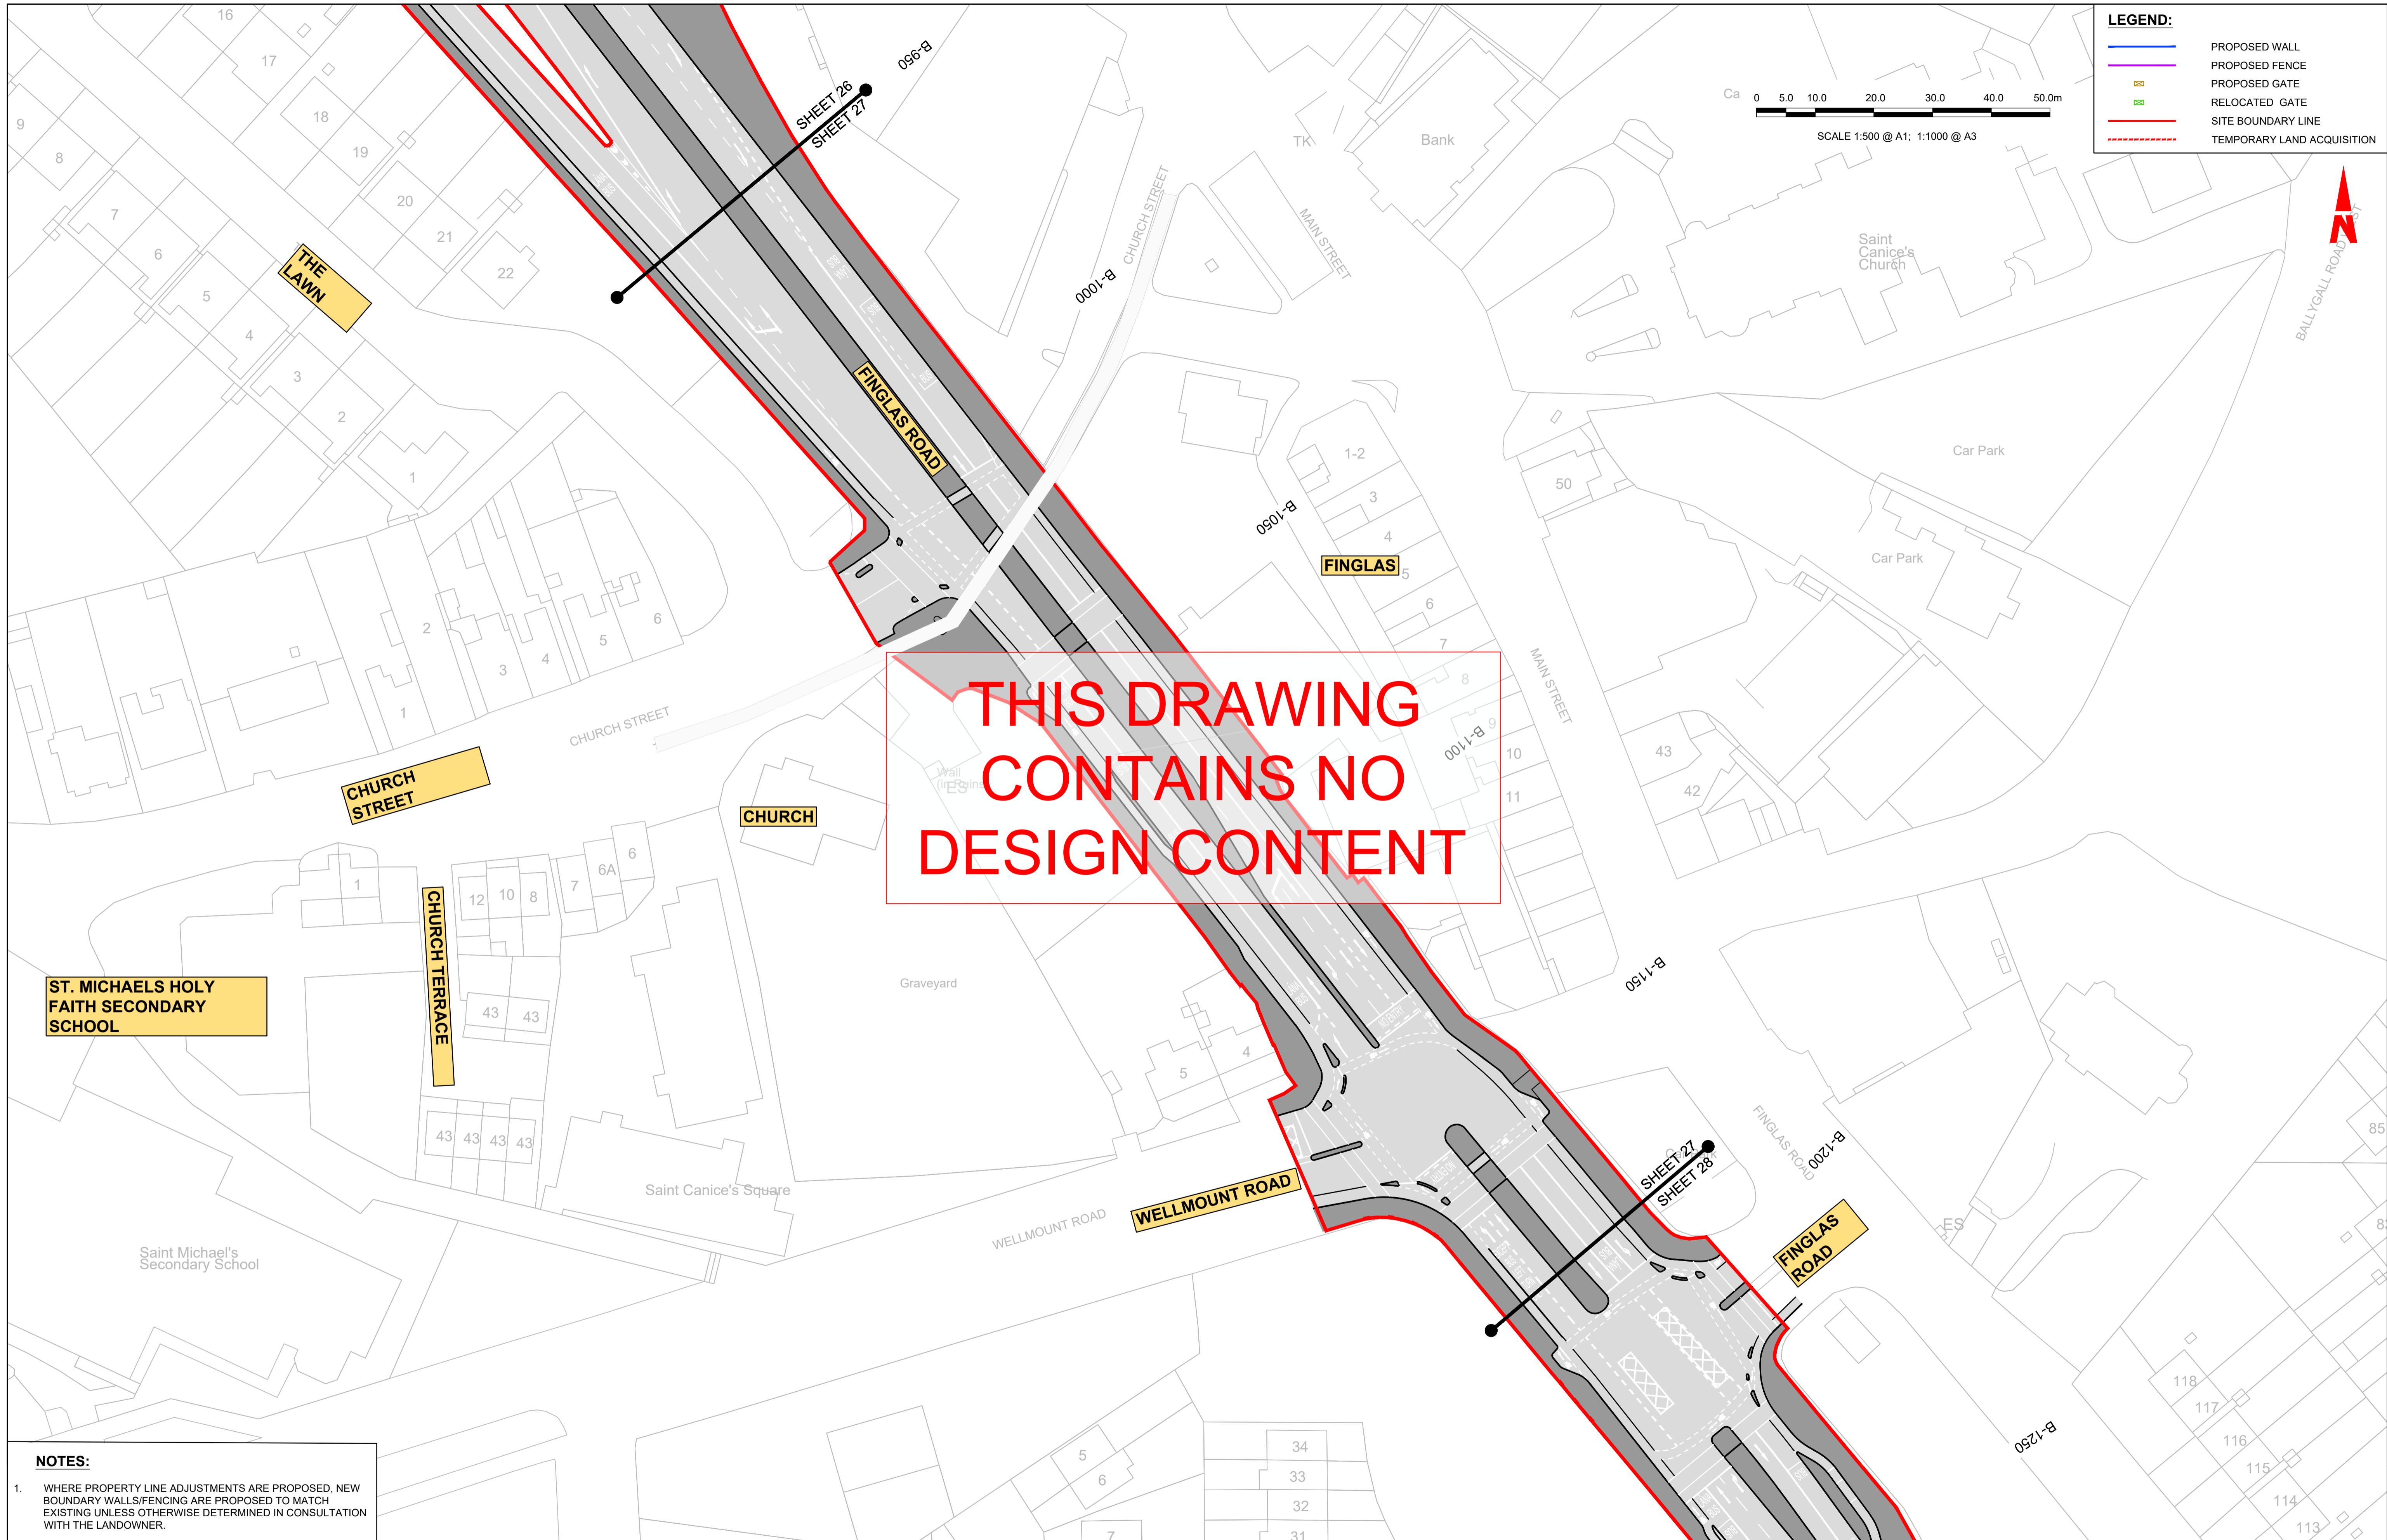 LEGEND:
PROPOSED WALL
PROPOSED FENCE
PROPOSED GATE
RELOCATED GATE
SITE BOUNDARY LINE
TEMPORARY LAND ACQUISITION
0 5.0 10.0 20.0 30.0 40.0 50.0m
SCALE 1:500 @ A1; 1:1000 @ A3
N
16
17
18
19
20
21
22
9
8
7
6
5
4
3
2
1
THE
LAWN
B-950
SHEET 26
SHEET 27
CHURCH STREET
B-1000
MAIN STREET
TK
Bank
Ca
Saint
Canice's
Church
Car Park
Car Park
FINGLAS ROAD
BUS
LANE
B-1050
FINGLAS
1-2
3
4
5
6
7
8
9
10
11
50
MAIN STREET
B-1100
43
42
1
2
3
4
5
6
CHURCH STREET
CHURCH
STREET
CHURCH
Wall
ES
THIS DRAWING
CONTAINS NO
DESIGN CONTENT
1
12
10
8
7
6A
6
CHURCH TERRACE
43
43
43
43
43
43
ST. MICHAELS HOLY
FAITH SECONDARY
SCHOOL
Graveyard
5
4
B-1150
NO ENTRY
Saint Canice's Square
WELLMOUNT ROAD
WELLMOUNT ROAD
Saint Michael's
Secondary School
SHEET 27
SHEET 28
FINGLAS ROAD
B-1200
FINGLAS
ROAD
ES
85
B-1250
118
117
116
115
114
113
5
6
7
34
33
32
31
NOTES:
1. WHERE PROPERTY LINE ADJUSTMENTS ARE PROPOSED, NEW
BOUNDARY WALLS/FENCING ARE PROPOSED TO MATCH
EXISTING UNLESS OTHERWISE DETERMINED IN CONSULTATION
WITH THE LANDOWNER.